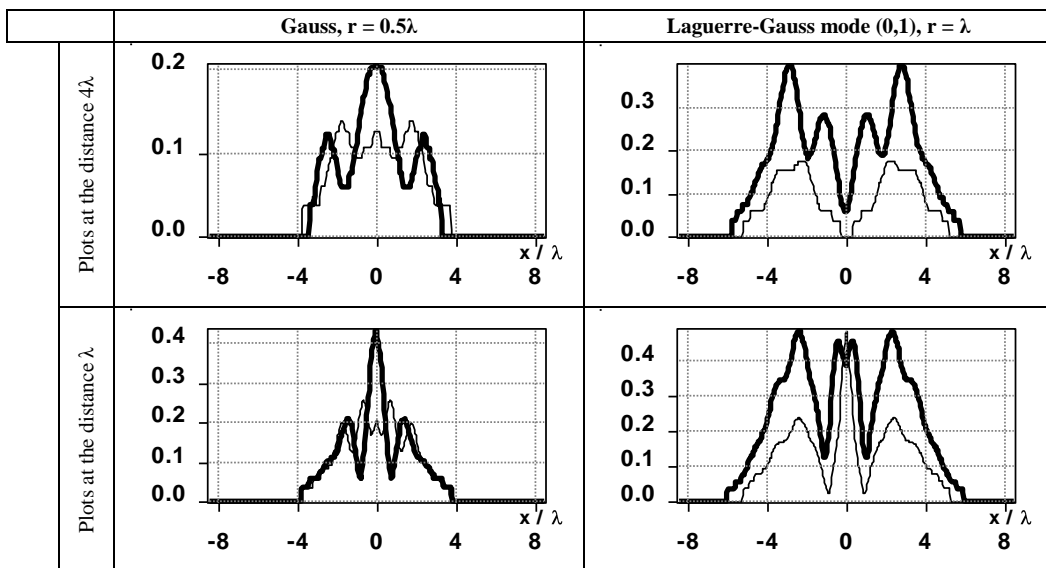 Gauss, r = 0.5λ
Laguerre-Gauss mode (0,1), r = λ
Plots at the distance 4λ
0.2
0.1
0.0
x / λ
-8 -4 0 4 8
0.3
0.2
0.1
0.0
x / λ
-8 -4 0 4 8
Plots at the distance λ
0.4
0.3
0.2
0.1
0.0
x / λ
-8 -4 0 4 8
0.4
0.3
0.2
0.1
0.0
x / λ
-8 -4 0 4 8